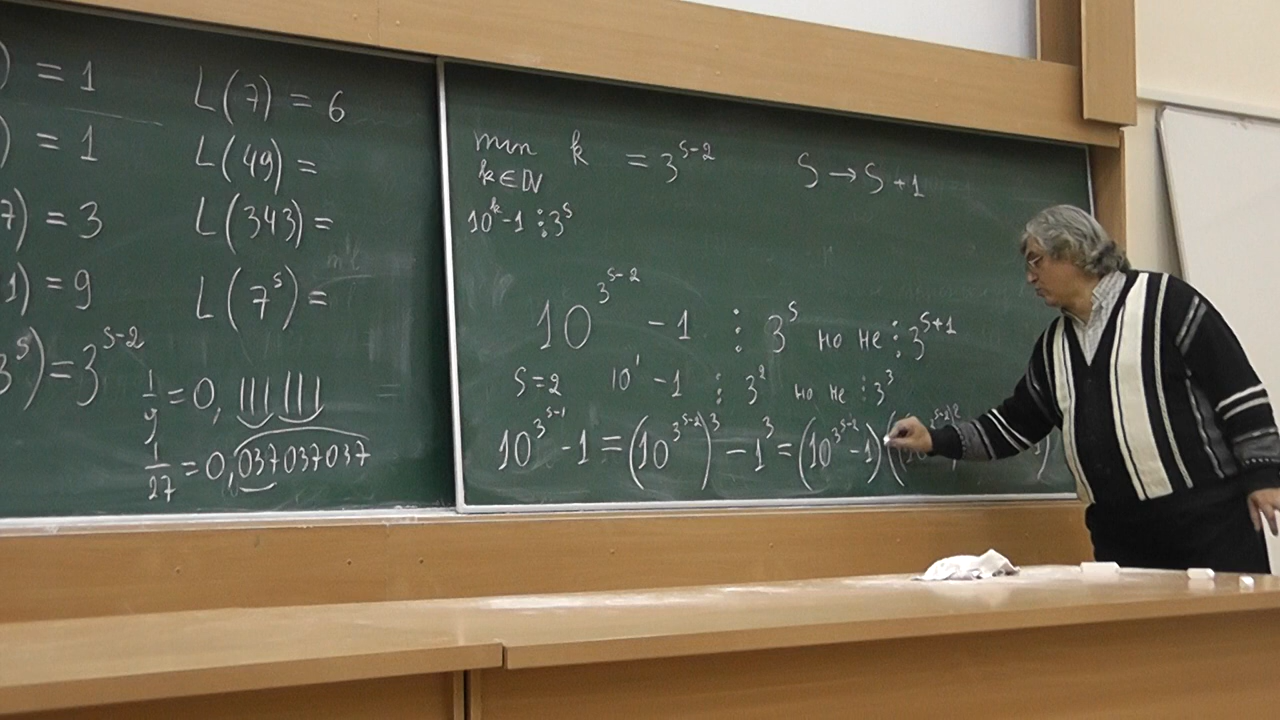 ) = 1
) = 1
7) = 3
1) = 9
3^s) = 3^{s-2}
L(7) = 6
L(49) =
L(343) =
L(7^s) =
1/9 = 0, 111 111
1/27 = 0,037037037
min k = 3^{s-2} S → S+1
k∈ℕ
10^k - 1 ⋮ 3^s
10^{3^{s-2}} - 1 ⋮ 3^s но не ⋮ 3^{s+1}
S=2 10^1 - 1 ⋮ 3^2 но не ⋮ 3^3
10^{3^{s-1}} - 1 = (10^{3^{s-2}})^3 - 1^3 = (10^{3^{s-2}} - 1)((